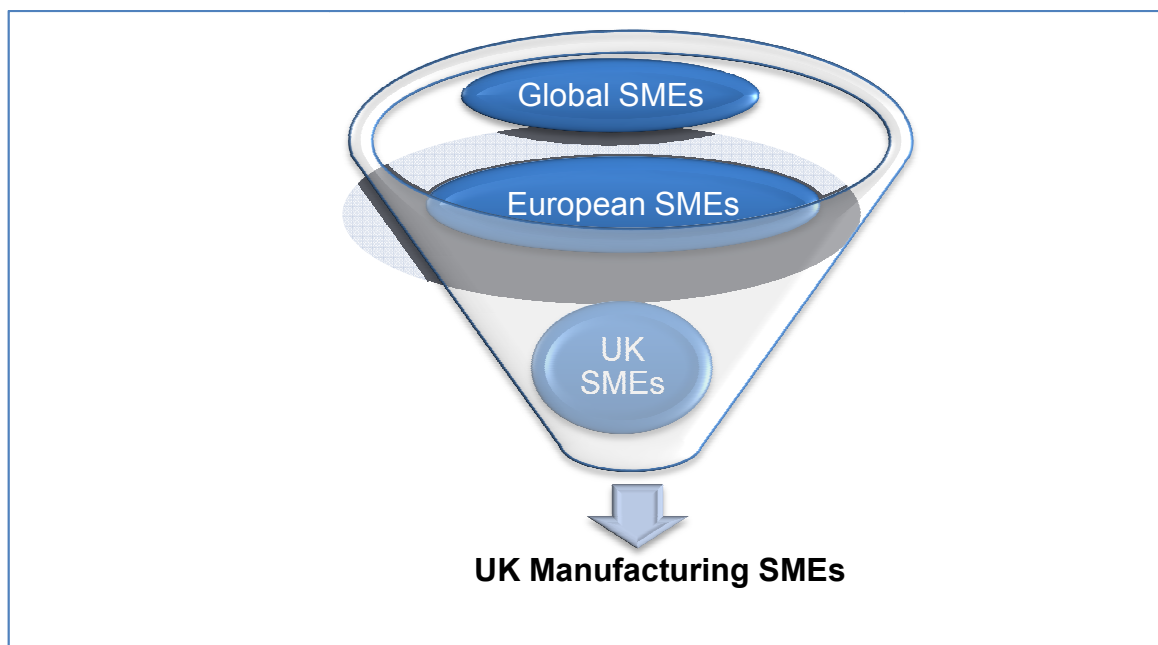 Global SMEs
European SMEs
UK
SMEs
UK Manufacturing SMEs